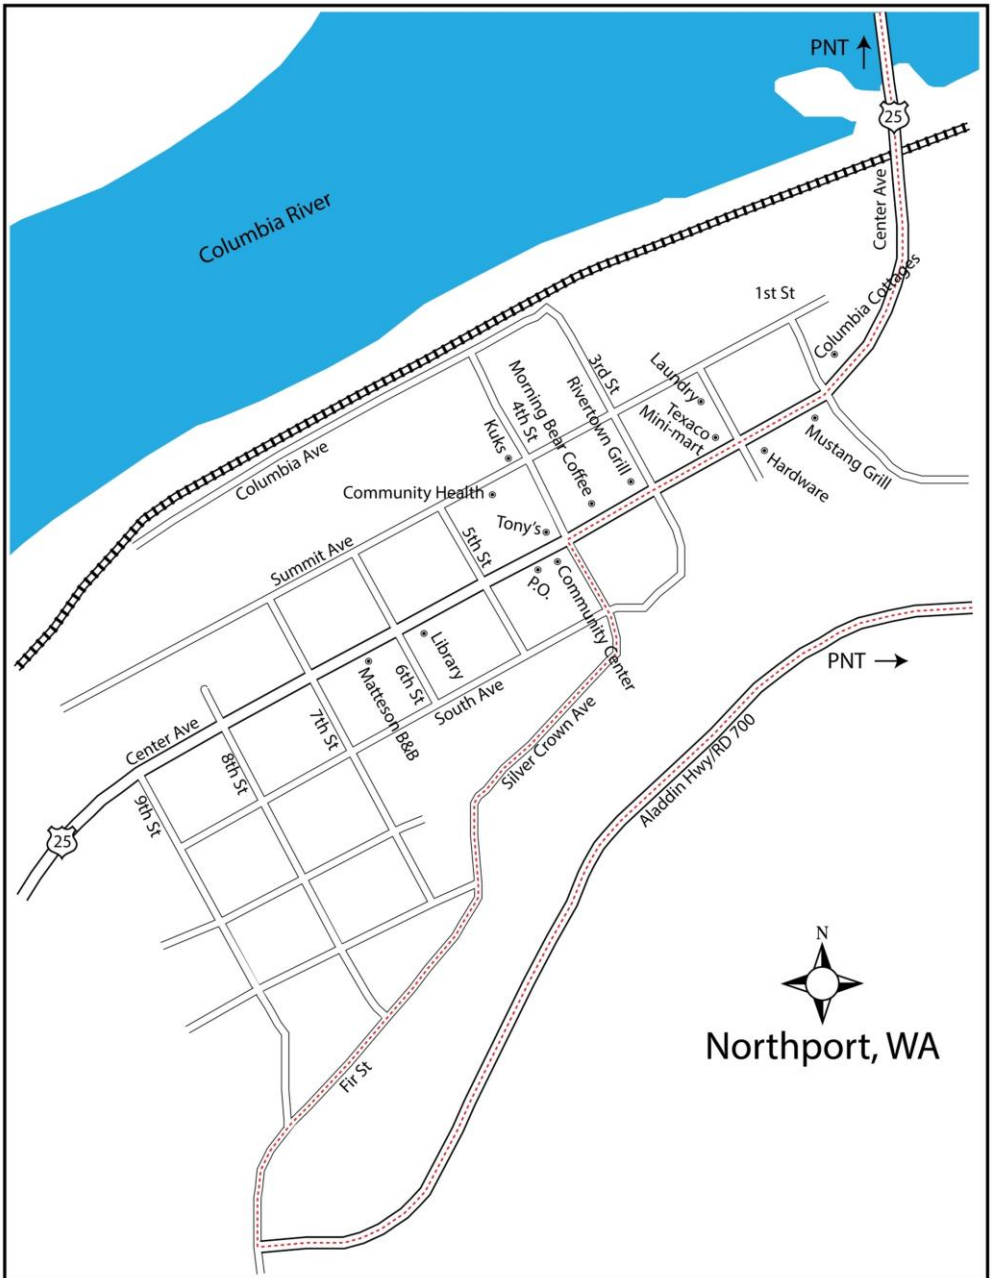 PNT
25
Columbia River
Center Ave
Columbia Cottages
1st St
3rd St
Laundry
Morning Bear Coffee
4th St
Rivertown Grill
Texaco
Mini-mart
Mustang Grill
Hardware
Kuks
Columbia Ave
Community Health
Tony's
5th St
Summit Ave
P.O.
Community Center
Library
6th St
Matteson B&B
South Ave
PNT
7th St
Center Ave
8th St
9th St
Silver Crown Ave
Aladdin Hwy/RD 700
25
N
Northport, WA
Fir St